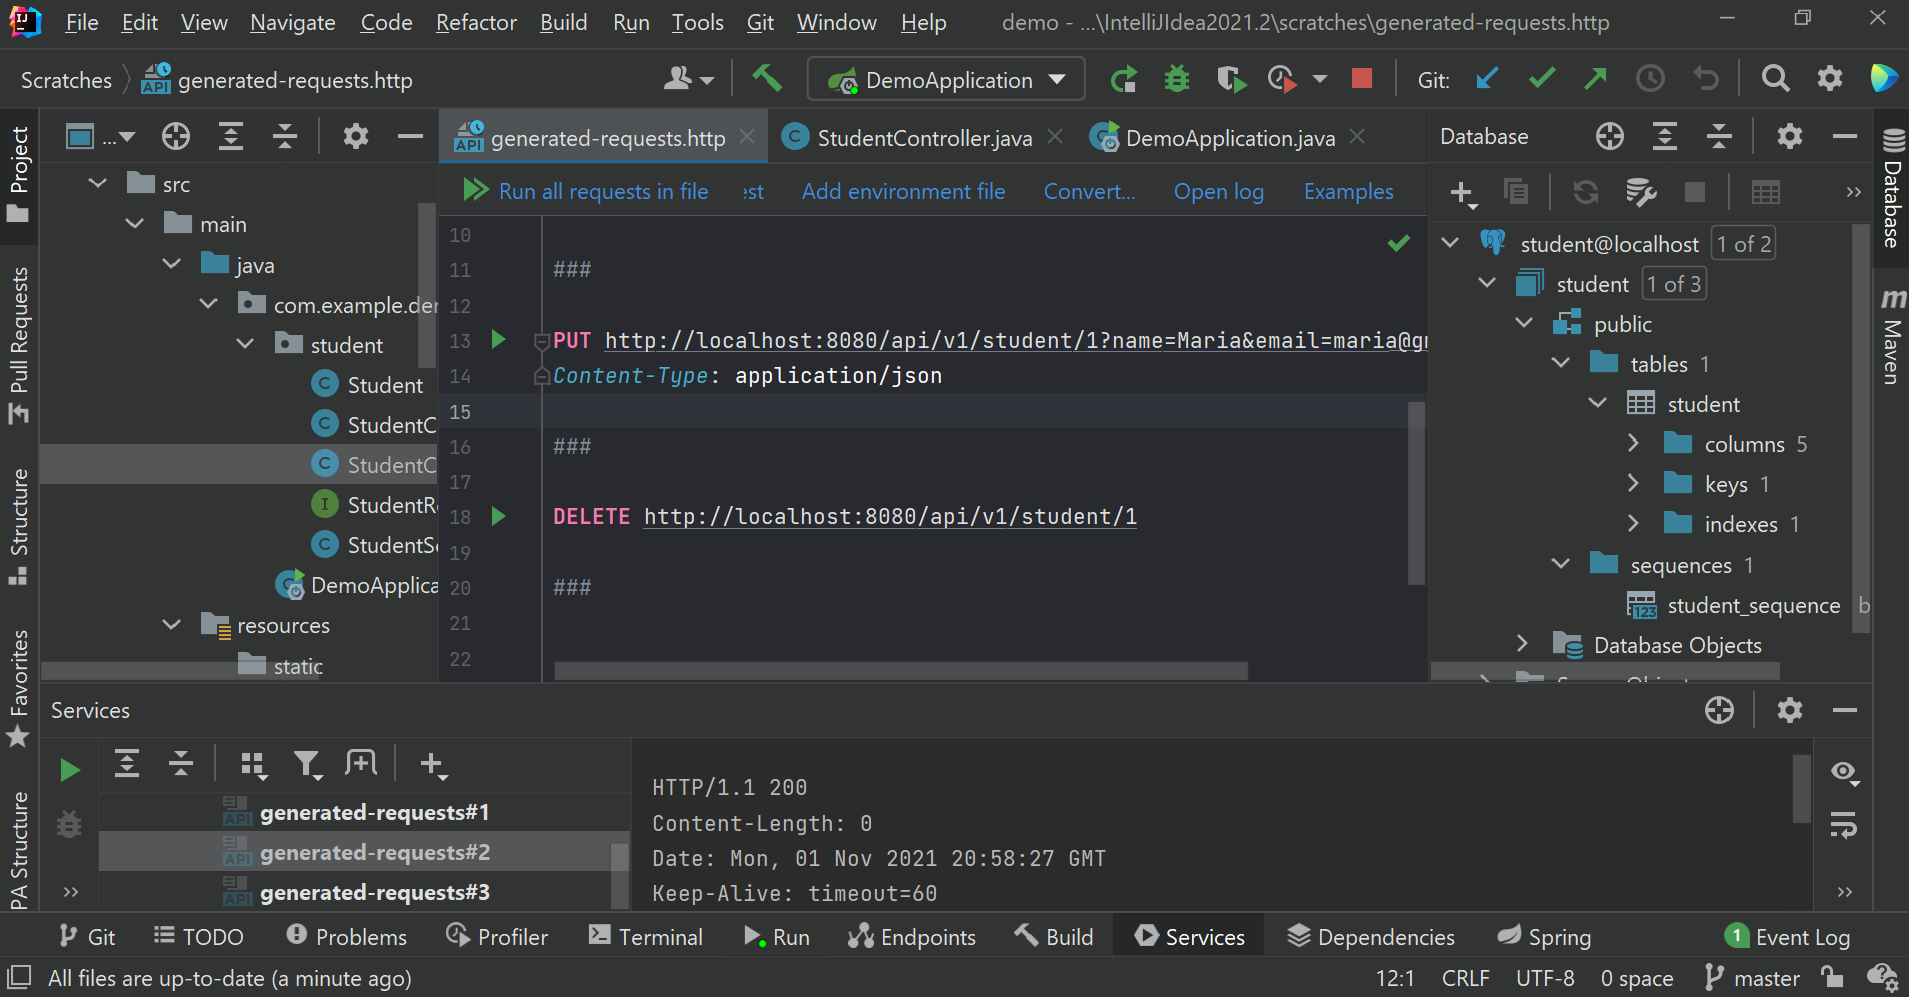 File Edit View Navigate Code Refactor Build Run Tools Git Window Help demo - ...\IntelliJIdea2021.2\scratches\generated-requests.http
Scratches generated-requests.http DemoApplication Git:
Project
Pull Requests
Structure
Favorites
PA Structure
...
src
main
java
com.example.der
student
Student
StudentC
StudentC
StudentRe
StudentSe
DemoApplica
resources
static
generated-requests.http StudentController.java DemoApplication.java
Run all requests in file est Add environment file Convert... Open log Examples
10
11 ###
12
13 PUT http://localhost:8080/api/v1/student/1?name=Maria&email=maria@gm
14 Content-Type: application/json
15
16 ###
17
18 DELETE http://localhost:8080/api/v1/student/1
19
20 ###
21
22
Database
student@localhost 1 of 2
student 1 of 3
public
tables 1
student
columns 5
keys 1
indexes 1
sequences 1
student_sequence b
Database Objects
Database
Maven
Services
generated-requests#1
generated-requests#2
generated-requests#3
HTTP/1.1 200
Content-Length: 0
Date: Mon, 01 Nov 2021 20:58:27 GMT
Keep-Alive: timeout=60
Git TODO Problems Profiler Terminal Run Endpoints Build Services Dependencies Spring 1 Event Log
All files are up-to-date (a minute ago) 12:1 CRLF UTF-8 0 space master